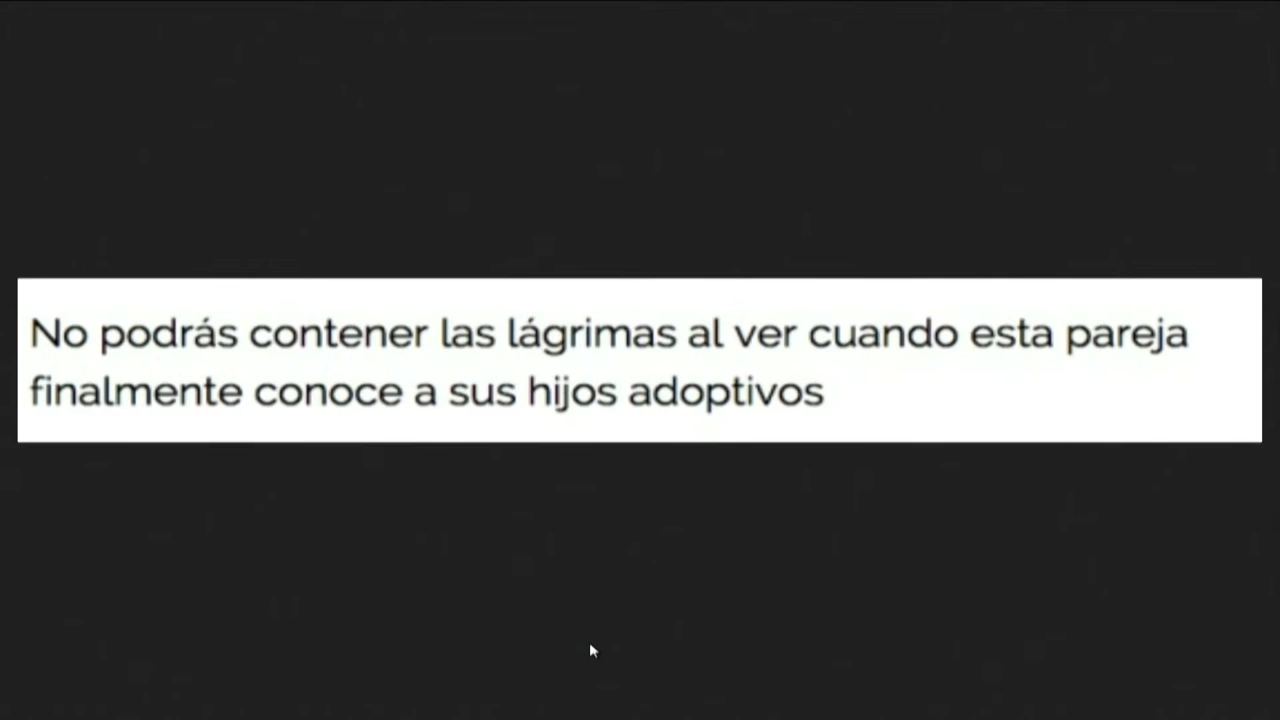 No podrás contener las lágrimas al ver cuando esta pareja
finalmente conoce a sus hijos adoptivos